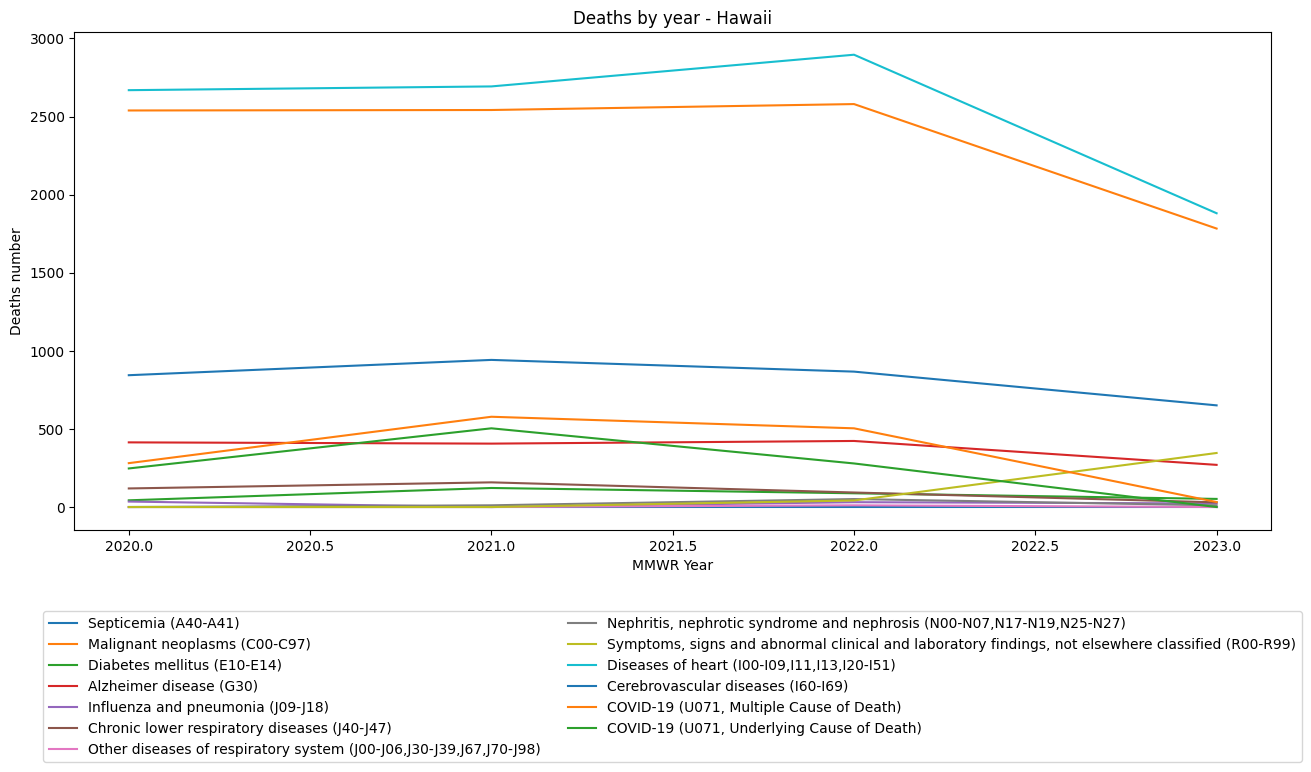 Deaths by year - Hawaii
3000
2500
2000
1500
1000
500
0
Deaths number
2020.0 2020.5 2021.0 2021.5 2022.0 2022.5 2023.0
MMWR Year
Septicemia (A40-A41)
Malignant neoplasms (C00-C97)
Diabetes mellitus (E10-E14)
Alzheimer disease (G30)
Influenza and pneumonia (J09-J18)
Chronic lower respiratory diseases (J40-J47)
Other diseases of respiratory system (J00-J06,J30-J39,J67,J70-J98)
Nephritis, nephrotic syndrome and nephrosis (N00-N07,N17-N19,N25-N27)
Symptoms, signs and abnormal clinical and laboratory findings, not elsewhere classified (R00-R99)
Diseases of heart (I00-I09,I11,I13,I20-I51)
Cerebrovascular diseases (I60-I69)
COVID-19 (U071, Multiple Cause of Death)
COVID-19 (U071, Underlying Cause of Death)